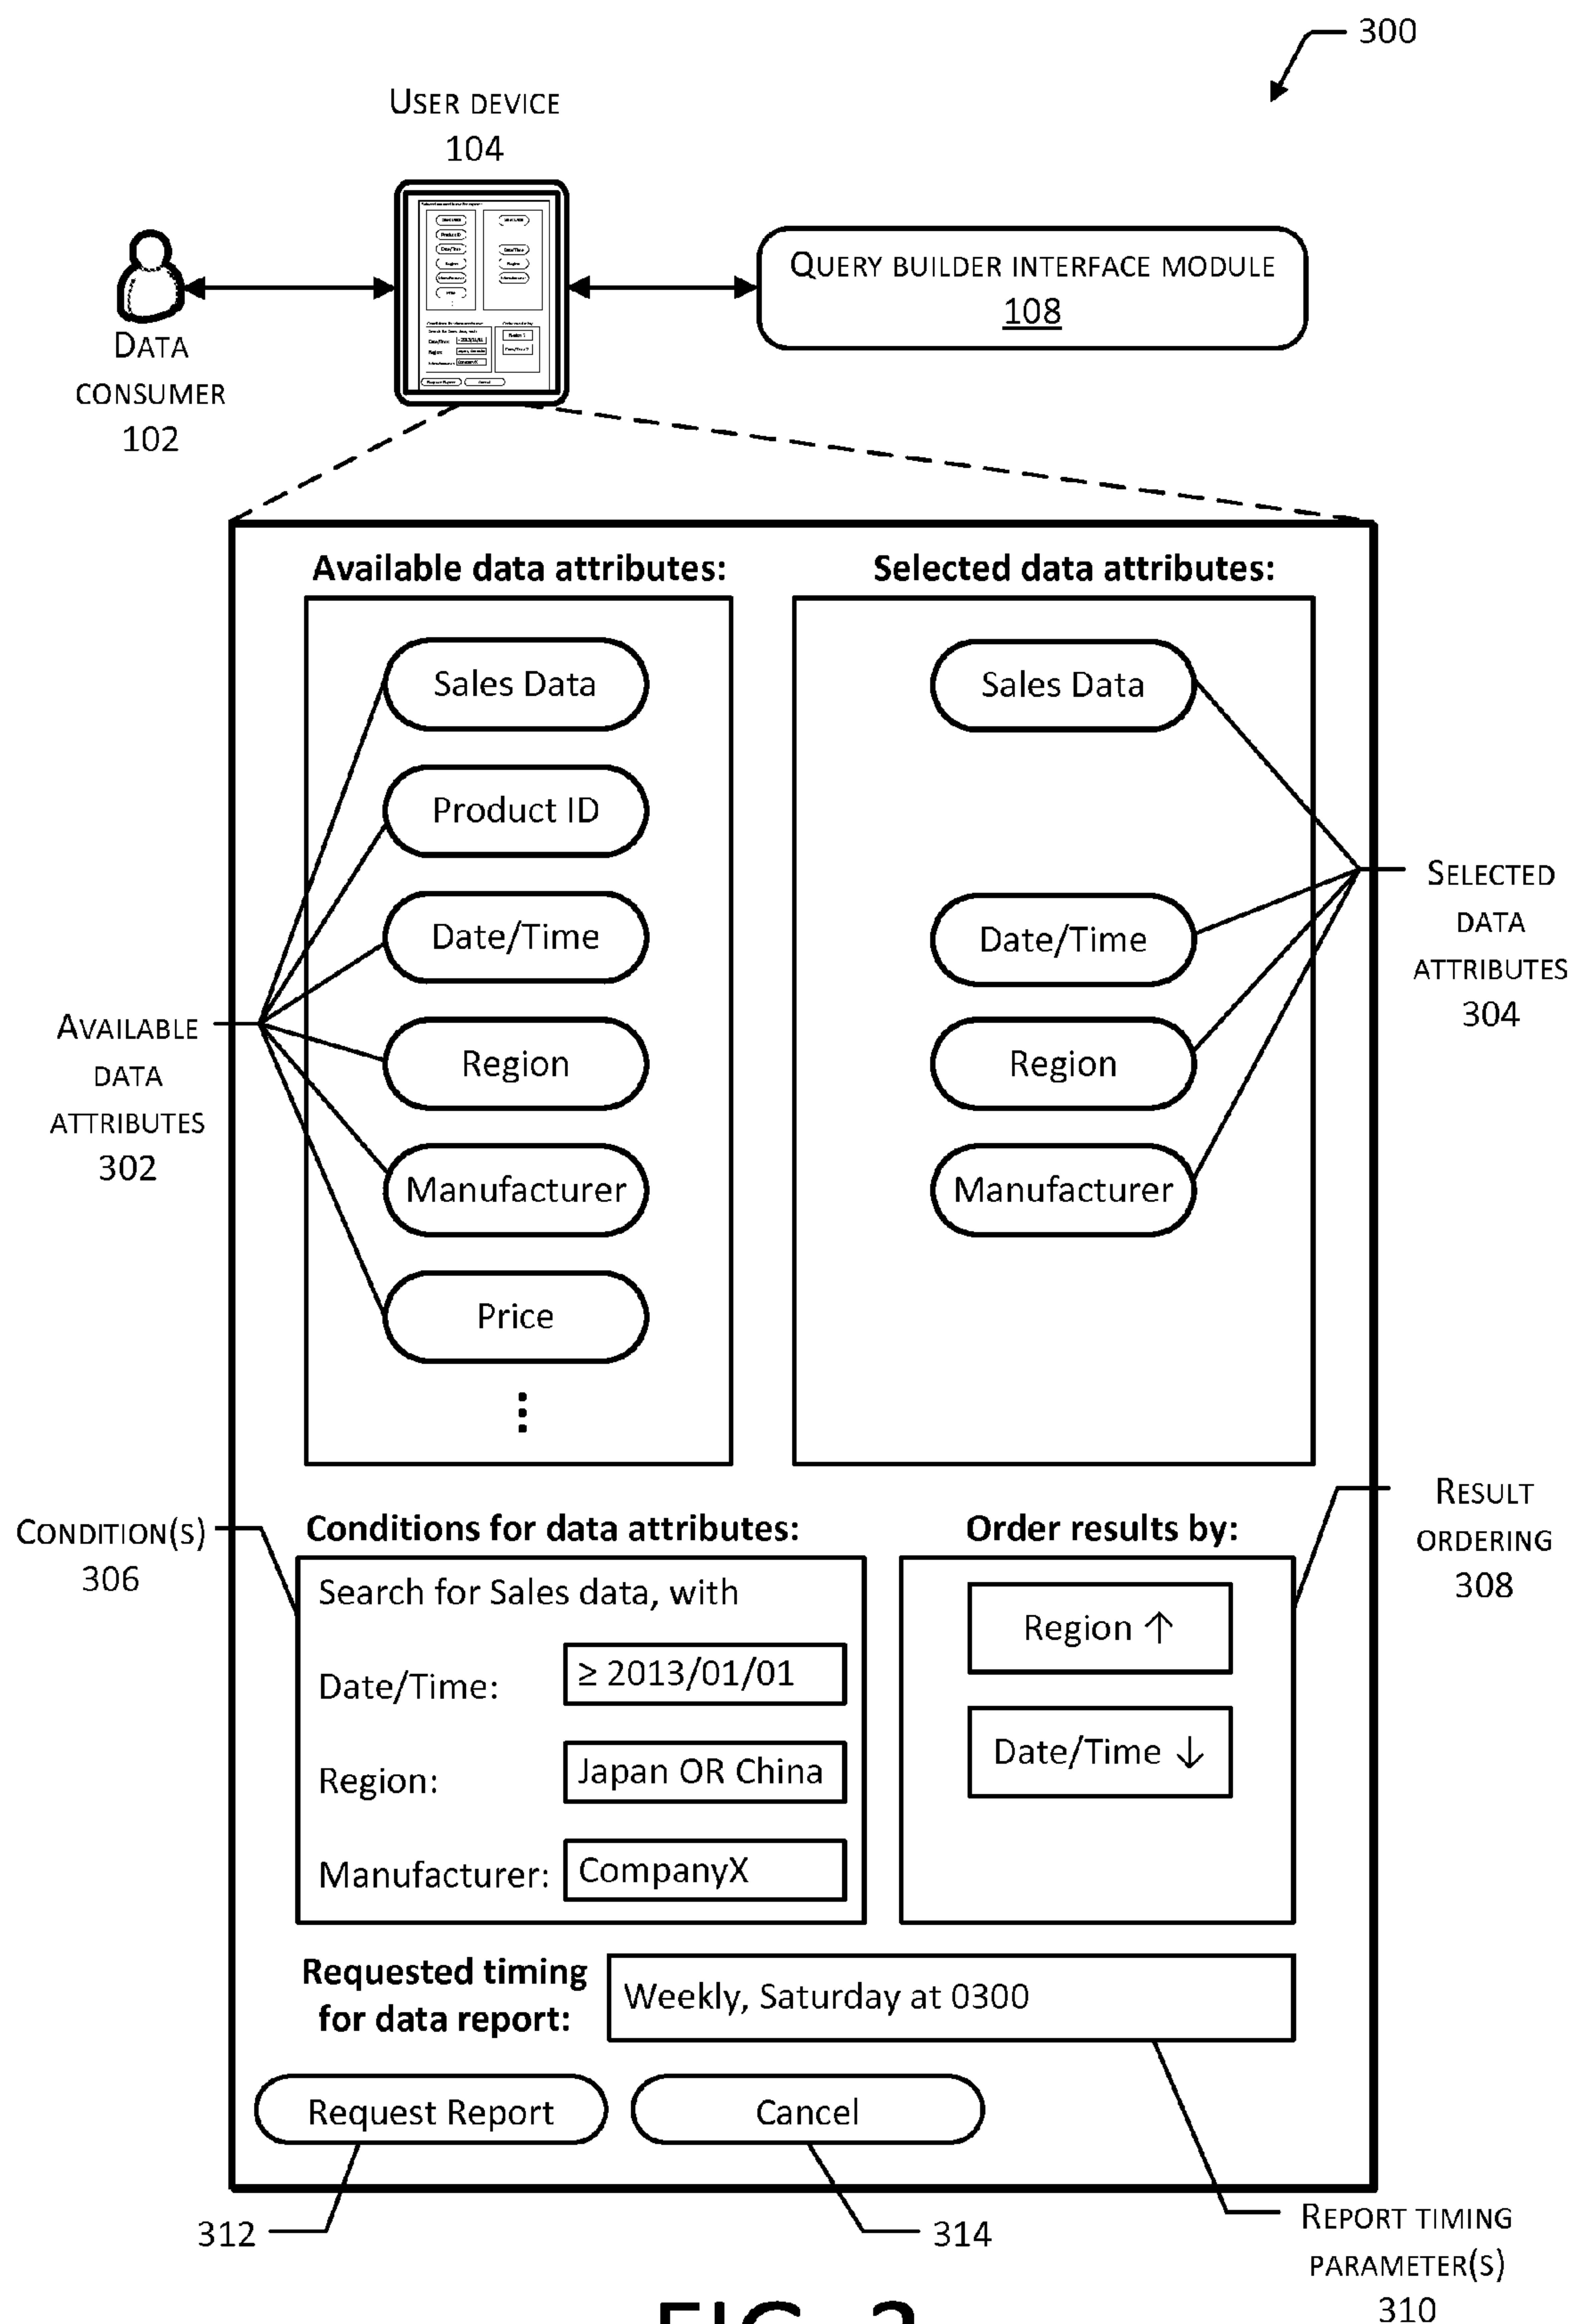 300
USER DEVICE
104
QUERY BUILDER INTERFACE MODULE
108
DATA
CONSUMER
102
Available data attributes:
Selected data attributes:
Sales Data
Product ID
Date/Time
Region
Manufacturer
Price
Sales Data
Date/Time
Region
Manufacturer
AVAILABLE
DATA
ATTRIBUTES
302
SELECTED
DATA
ATTRIBUTES
304
CONDITION(S)
306
Conditions for data attributes:
Search for Sales data, with
Date/Time:
≥ 2013/01/01
Region:
Japan OR China
Manufacturer:
CompanyX
Order results by:
Region ↑
Date/Time ↓
RESULT
ORDERING
308
Requested timing
for data report:
Weekly, Saturday at 0300
Request Report
Cancel
312
314
REPORT TIMING
PARAMETER(S)
310